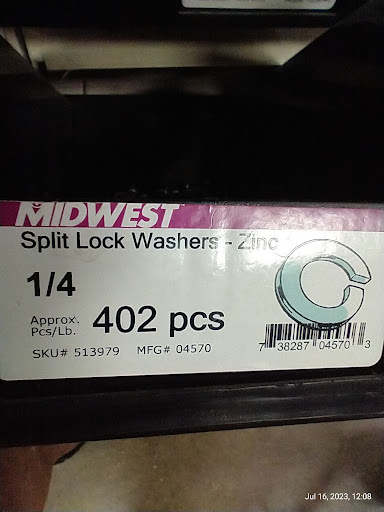 MIDWEST
Split Lock Washers - Zinc
1/4
Approx.
Pcs/Lb.
402 pcs
SKU# 513979 MFG# 04570
7 38287 04570 3
Jul 16, 2023, 12:08